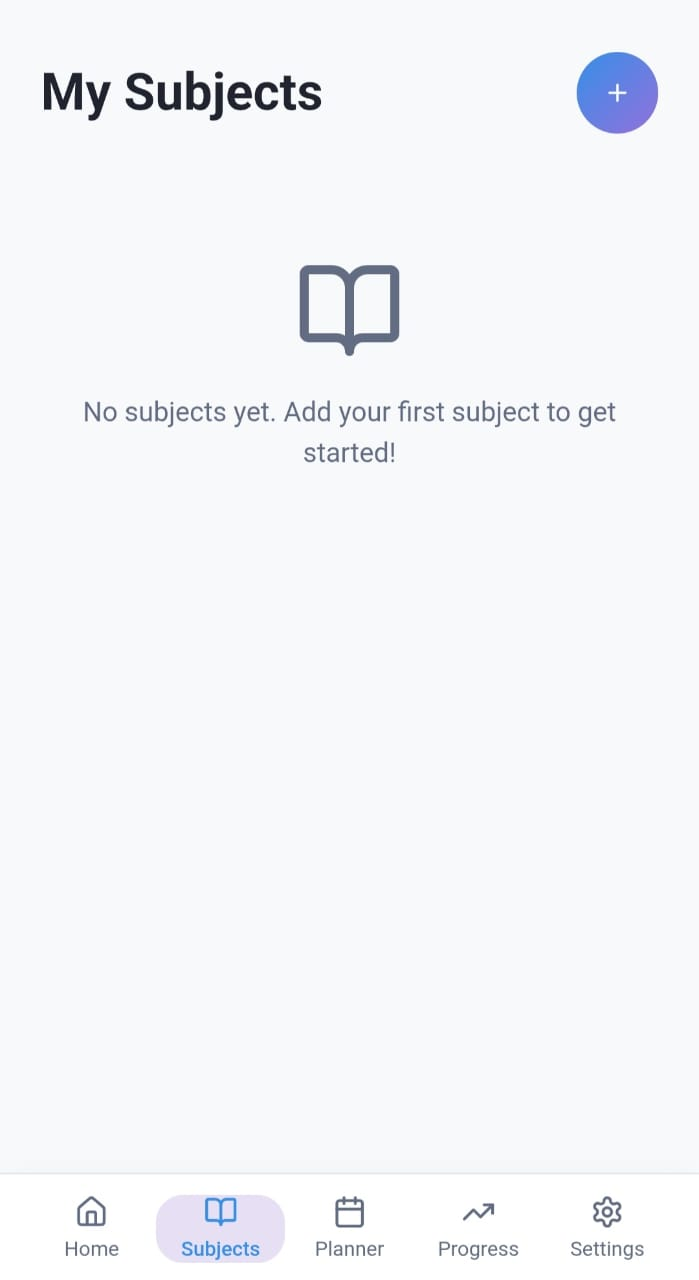 My Subjects
No subjects yet. Add your first subject to get
started!
Home
Subjects
Planner
Progress
Settings